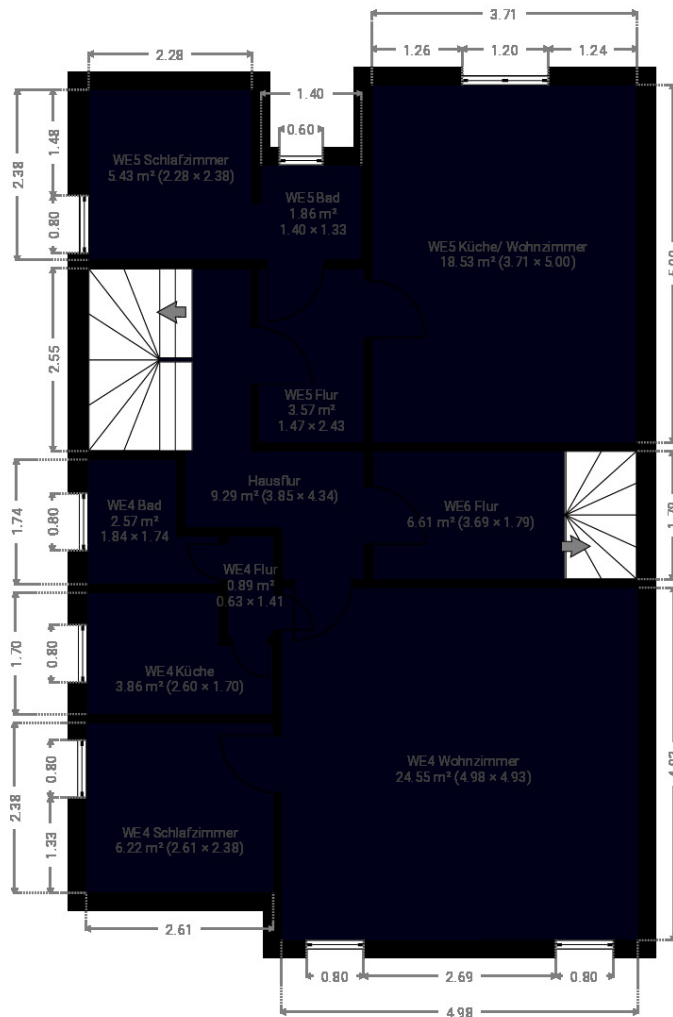 3.71
2.28
1.26
1.20
1.24
1.40
0.60
1.48
2.38
0.80
WE5 Schlafzimmer
5.43 m² (2.28 × 2.38)
WE5 Bad
1.86 m²
1.40 × 1.33
WE5 Küche/ Wohnzimmer
18.53 m² (3.71 × 5.00)
2.55
WE5 Flur
3.57 m²
1.47 × 2.43
Hausflur
9.29 m² (3.85 × 4.34)
WE6 Flur
6.61 m² (3.69 × 1.79)
1.74
0.80
WE4 Bad
2.57 m²
1.84 × 1.74
WE4 Flur
0.89 m²
0.63 × 1.41
1.70
0.80
WE4 Küche
3.86 m² (2.60 × 1.70)
WE4 Wohnzimmer
24.55 m² (4.98 × 4.93)
2.38
0.80
1.33
WE4 Schlafzimmer
6.22 m² (2.61 × 2.38)
2.61
0.80
2.69
0.80
4.98